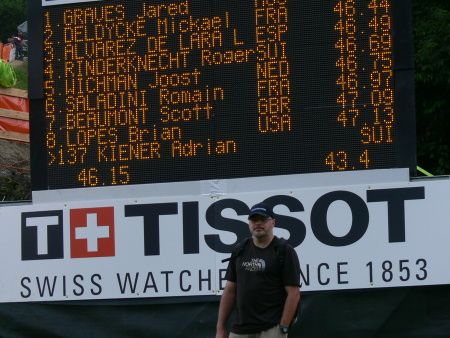 1. GRAVES Jared AUS 46.44
2. DELDYCKE Mickael FRA 46.49
3. ALVAREZ DE LARA L ESP 46.69
4. RINDERKNECHT Roger SUI 46.75
5. WICHMAN Joost NED 46.97
6. SALADINI Romain FRA 47.09
7. BEAUMONT Scott GBR 47.13
8. LOPES Brian USA
>137 KIENER Adrian SUI
46.15 43.4
T+ TISSOT
SWISS WATCHES SINCE 1853
THE NORTH